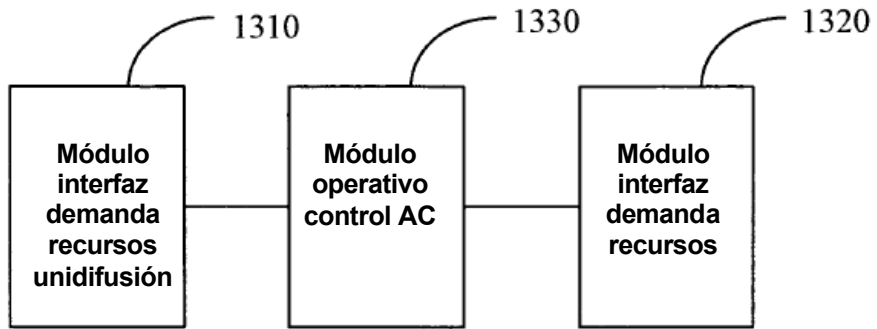 1310
1330
1320
Módulo
interfaz
demanda
recursos
unidifusión
Módulo
operativo
control AC
Módulo
interfaz
demanda
recursos